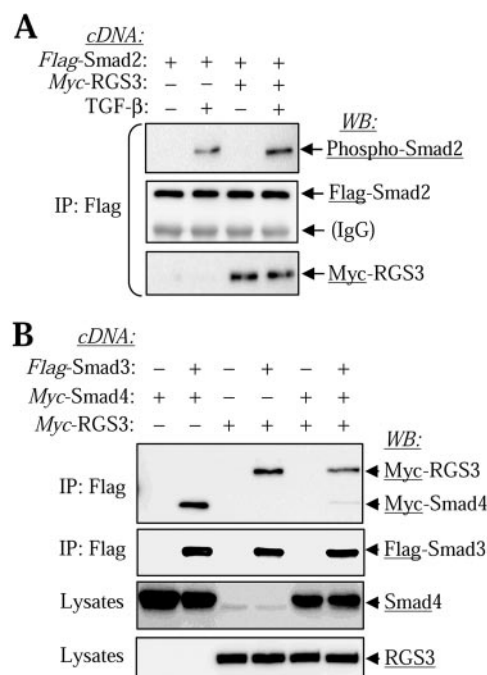 A
cDNA:
Flag-Smad2: + + + +
Myc-RGS3: – – + +
TGF-β – + – +
WB:
Phospho-Smad2
IP: Flag
Flag-Smad2
(IgG)
Myc-RGS3
B
cDNA:
Flag-Smad3: – + – + – +
Myc-Smad4: + + – – + +
Myc-RGS3: – – + + + +
WB:
IP: Flag
Myc-RGS3
Myc-Smad4
IP: Flag
Flag-Smad3
Lysates
Smad4
Lysates
RGS3